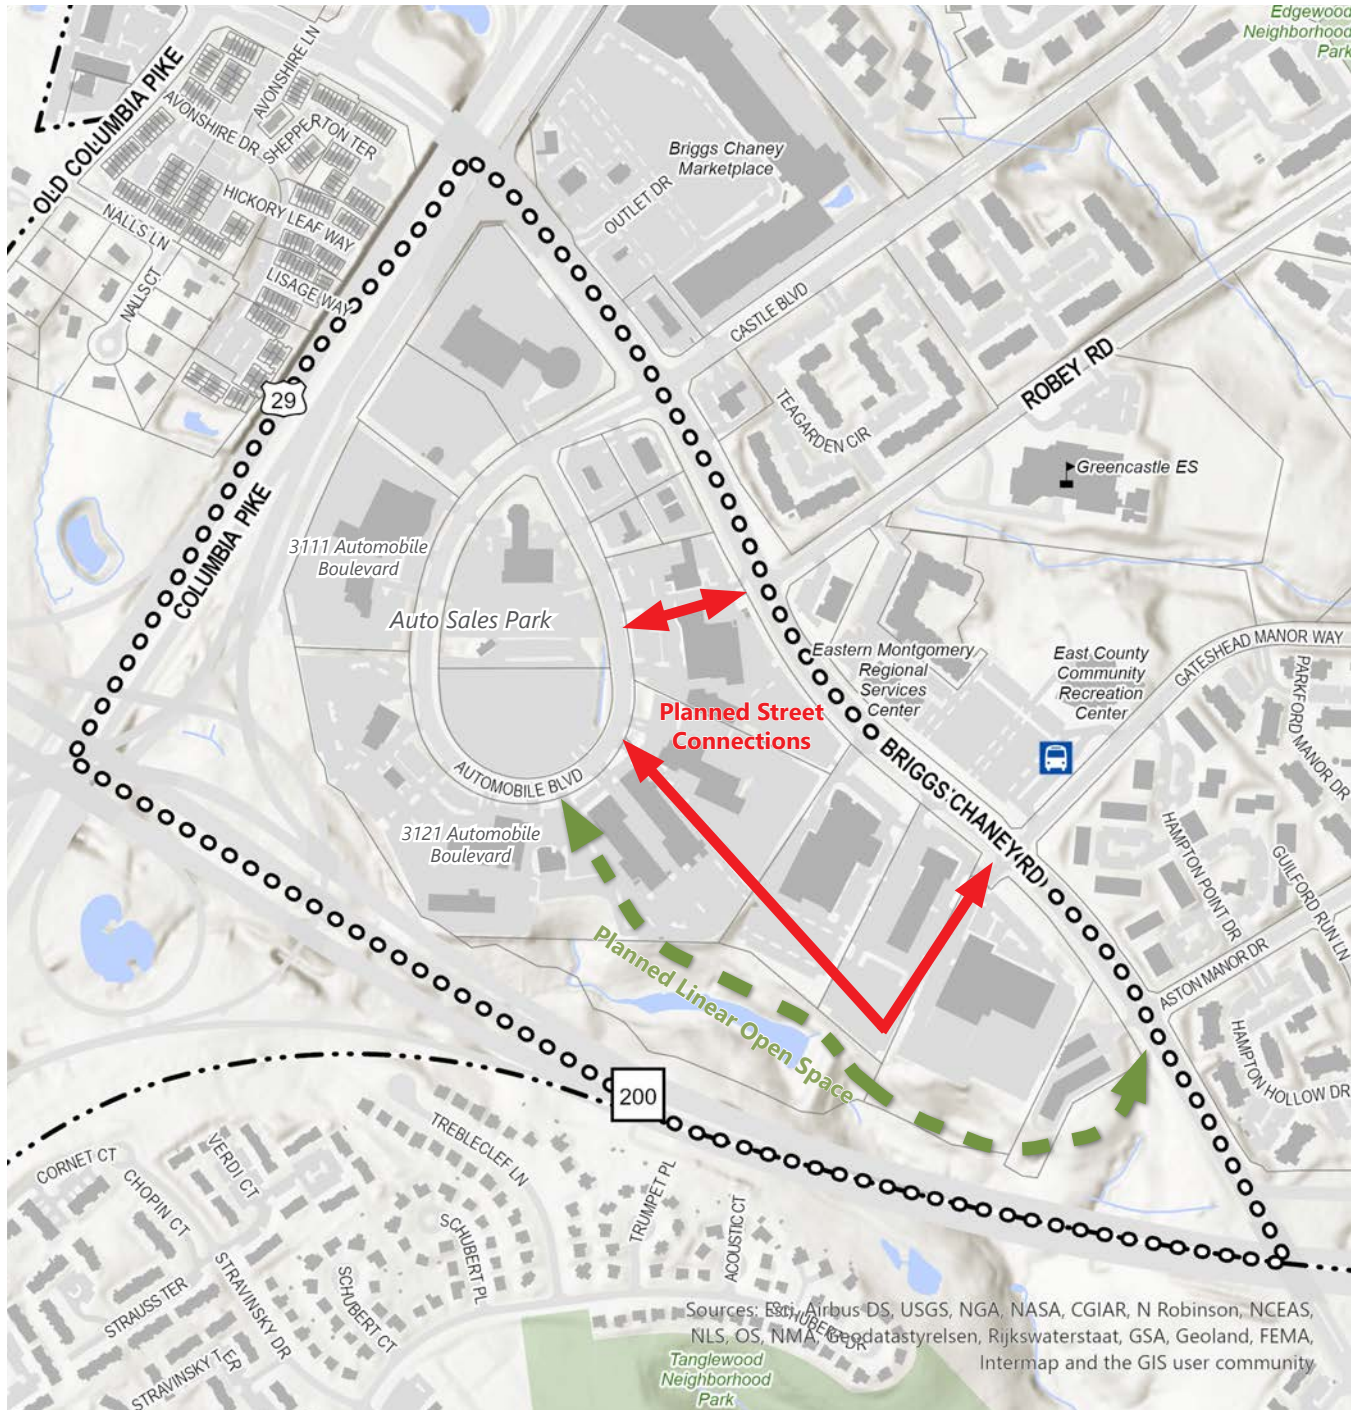 Edgewood
Neighborhood
Park
OLD COLUMBIA PIKE
AVONSHIRE LN
AVONSHIRE DR
SHEPPERTON TER
HICKORY LEAF WAY
NALLS LN
NALLS CT
LISAGE WAY
Briggs Chaney
Marketplace
OUTLET DR
CASTLE BLVD
ROBEY RD
TEAGARDEN CIR
29
COLUMBIA PIKE
Greencastle ES
3111 Automobile
Boulevard
Auto Sales Park
Eastern Montgomery
Regional
Services
Center
East County
Community
Recreation
Center
GATESHEAD MANOR WAY
PARKFORD MANOR DR
Planned Street
Connections
BRIGGS CHANEY RD
AUTOMOBILE BLVD
3121 Automobile
Boulevard
HAMPTON POINT DR
GUILFORD RUN LN
ASTON MANOR DR
HAMPTON HOLLOW DR
Planned Linear Open Space
200
CORNET CT
CHOPIN CT
VERDI CT
TREBLECLEF LN
TRUMPET PL
ACOUSTIC CT
SCHUBERT PL
SCHUBERT CT
STRAUSS TER
STRAVINSKY DR
STRAVINSKY TER
SCHUBERT DR
Tanglewood
Neighborhood
Park
Sources: Esri, Airbus DS, USGS, NGA, NASA, CGIAR, N Robinson, NCEAS,
NLS, OS, NMA, Geodatastyrelsen, Rijkswaterstaat, GSA, Geoland, FEMA,
Intermap and the GIS user community